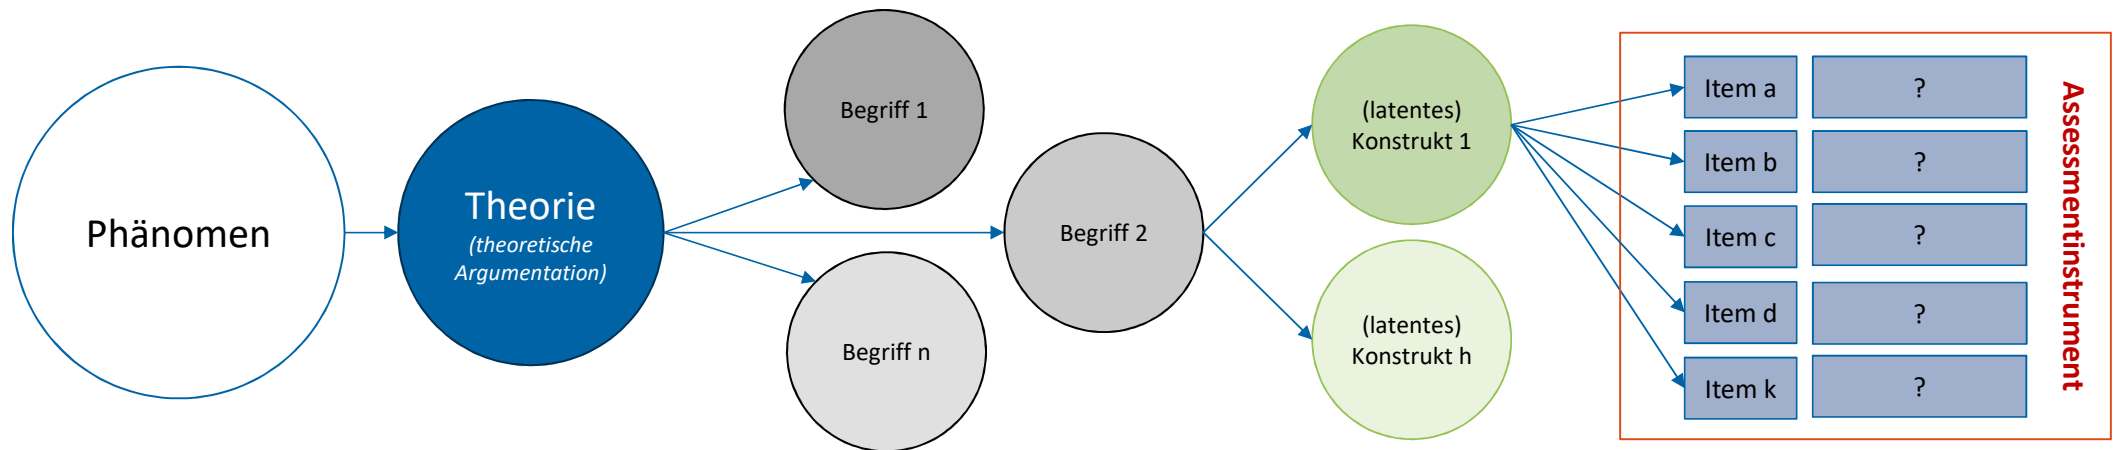 Phänomen
Theorie
(theoretische
Argumentation)
Begriff 1
Begriff n
Begriff 2
(latentes)
Konstrukt 1
(latentes)
Konstrukt h
Item a
?
Item b
?
Item c
?
Item d
?
Item k
?
Assessmentinstrument